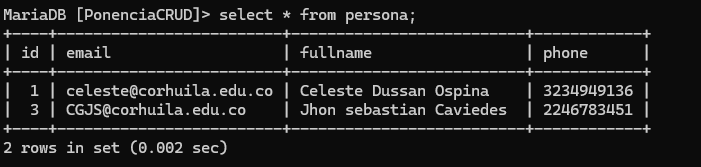 MariaDB [PonenciaCRUD]> select * from persona;
+----+-----------------------+------------------------+------------+
| id | email                 | fullname               | phone      |
+----+-----------------------+------------------------+------------+
|  1 | celeste@corhuila.edu.co | Celeste Dussan Ospina  | 3234949136 |
|  3 | CGJS@corhuila.edu.co  | Jhon sebastian Caviedes | 2246783451 |
+----+-----------------------+------------------------+------------+
2 rows in set (0.002 sec)